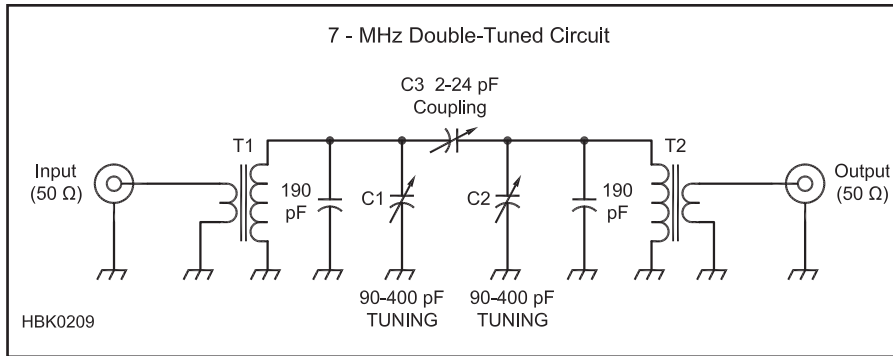 7 - MHz Double-Tuned Circuit
C3 2-24 pF
Coupling
T1
T2
Input
(50 Ω)
190
pF
C1
C2
190
pF
Output
(50 Ω)
90-400 pF
TUNING
90-400 pF
TUNING
HBK0209